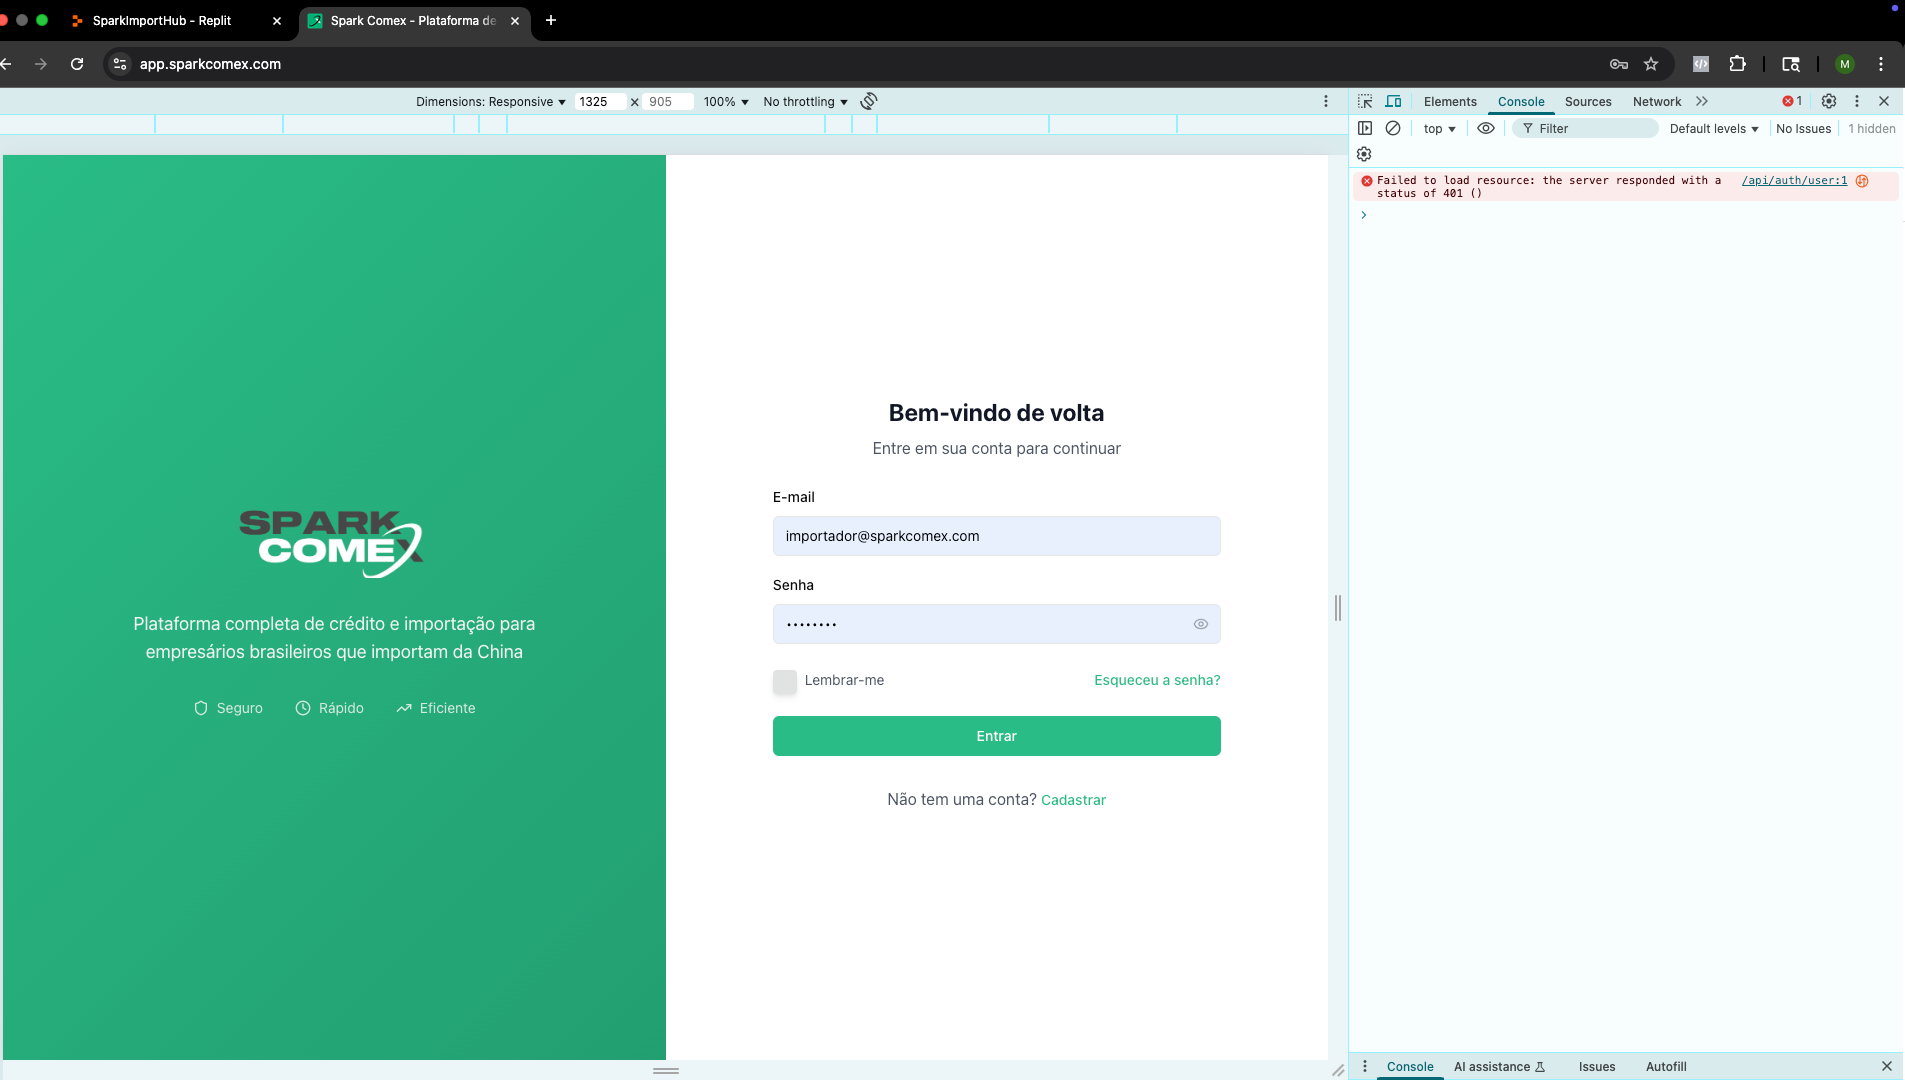 SparkImportHub - Replit
Spark Comex - Plataforma de
app.sparkcomex.com
M
Dimensions: Responsive 1325 x 905 100% No throttling
Elements Console Sources Network 1
top Filter Default levels No Issues 1 hidden
Failed to load resource: the server responded with a /api/auth/user:1
status of 401 ()
SPARK
COMEX
Plataforma completa de crédito e importação para
empresários brasileiros que importam da China
Seguro Rápido Eficiente
Bem-vindo de volta
Entre em sua conta para continuar
E-mail
importador@sparkcomex.com
Senha
••••••••
Lembrar-me Esqueceu a senha?
Entrar
Não tem uma conta? Cadastrar
Console AI assistance Issues Autofill